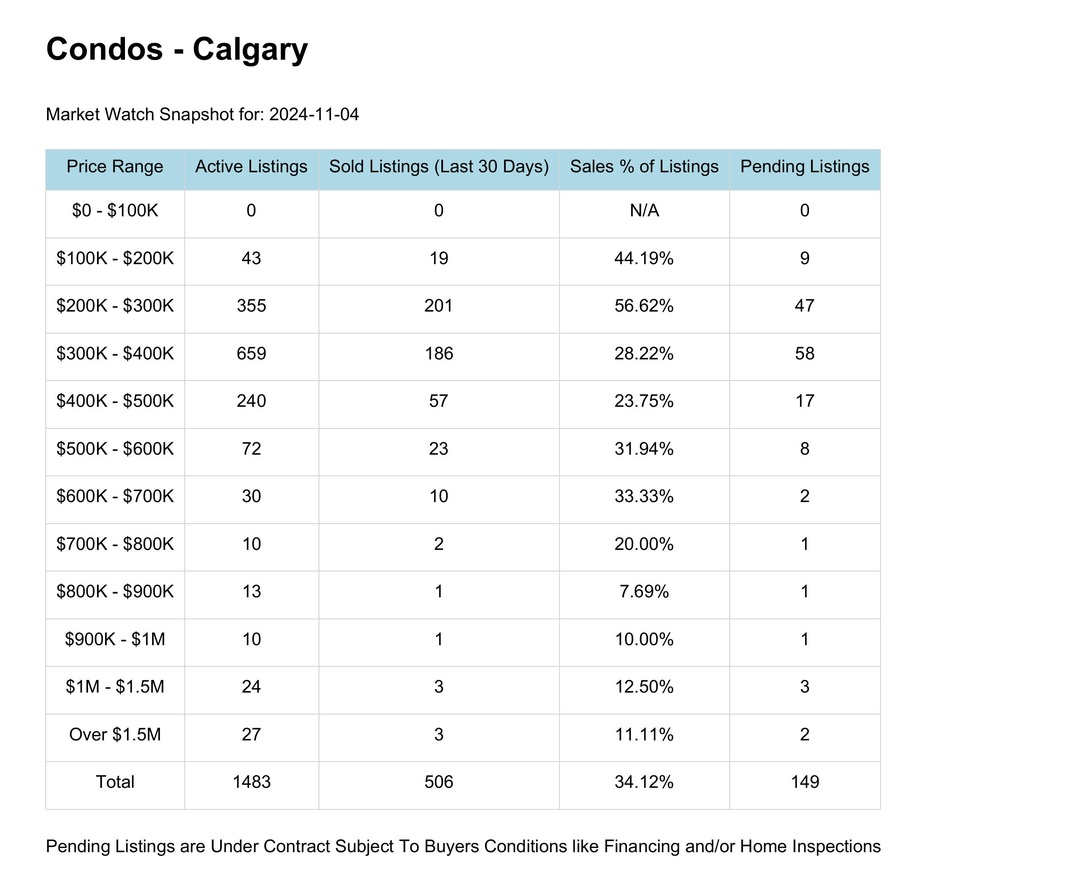 Condos - Calgary
Market Watch Snapshot for: 2024-11-04
Price Range Active Listings Sold Listings (Last 30 Days) Sales % of Listings Pending Listings
$0 - $100K 0 0 N/A 0
$100K - $200K 43 19 44.19% 9
$200K - $300K 355 201 56.62% 47
$300K - $400K 659 186 28.22% 58
$400K - $500K 240 57 23.75% 17
$500K - $600K 72 23 31.94% 8
$600K - $700K 30 10 33.33% 2
$700K - $800K 10 2 20.00% 1
$800K - $900K 13 1 7.69% 1
$900K - $1M 10 1 10.00% 1
$1M - $1.5M 24 3 12.50% 3
Over $1.5M 27 3 11.11% 2
Total 1483 506 34.12% 149
Pending Listings are Under Contract Subject To Buyers Conditions like Financing and/or Home Inspections